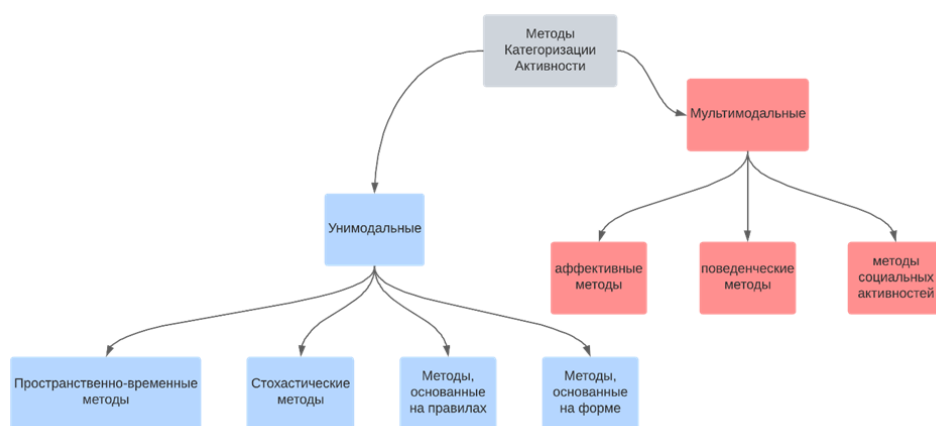 Методы
Категоризации
Активности
Мультимодальные
Унимодальные
аффективные
методы
поведенческие
методы
методы
социальных
активностей
Пространственно-временные
методы
Стохастические
методы
Методы,
основанные
на правилах
Методы,
основанные
на форме